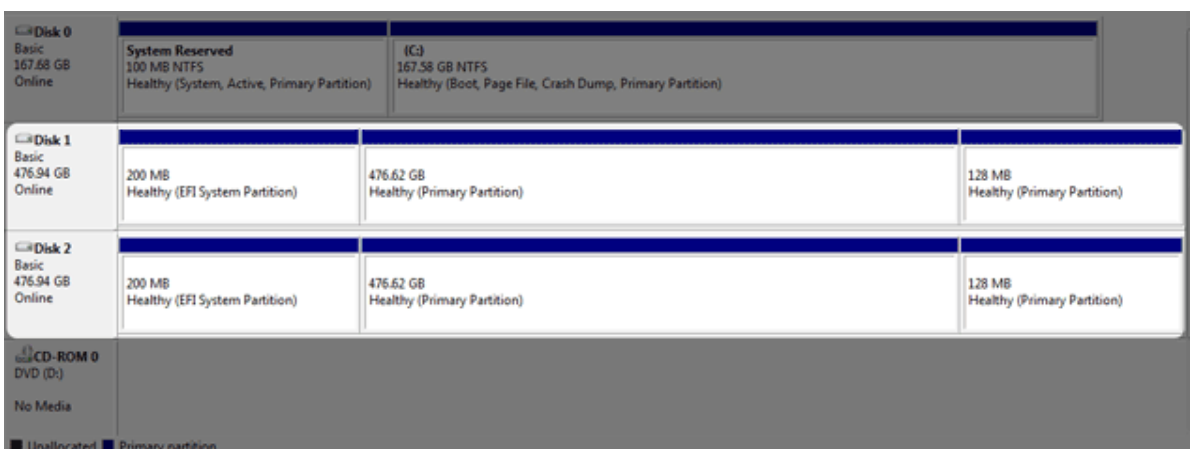 Disk 0
Basic
167.68 GB
Online
System Reserved
100 MB NTFS
Healthy (System, Active, Primary Partition)
(C:)
167.58 GB NTFS
Healthy (Boot, Page File, Crash Dump, Primary Partition)
Disk 1
Basic
476.94 GB
Online
200 MB
Healthy (EFI System Partition)
476.62 GB
Healthy (Primary Partition)
128 MB
Healthy (Primary Partition)
Disk 2
Basic
476.94 GB
Online
200 MB
Healthy (EFI System Partition)
476.62 GB
Healthy (Primary Partition)
128 MB
Healthy (Primary Partition)
CD-ROM 0
DVD (D:)
No Media
Unallocated Primary partition